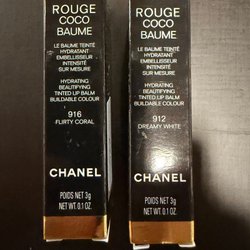 ROUGE
COCO
BAUME
LE BAUME TEINTÉ
HYDRATANT
EMBELLISSEUR
INTENSITÉ
SUR MESURE
HYDRATING
BEAUTIFYING
TINTED LIP BALM
BUILDABLE COLOUR
916
FLIRTY CORAL
CHANEL
POIDS NET 3g
NET WT. 0.1 OZ.
ROUGE
COCO
BAUME
LE BAUME TEINTÉ
HYDRATANT
EMBELLISSEUR
INTENSITÉ
SUR MESURE
HYDRATING
BEAUTIFYING
TINTED LIP BALM
BUILDABLE COLOUR
912
DREAMY WHITE
CHANEL
POIDS NET 3g
NET WT. 0.1 OZ.